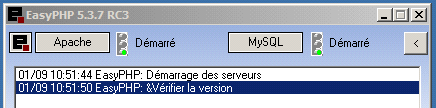 EasyPHP 5.3.7 RC3
Apache Démarré MySQL Démarré <
01/09 10:51:44 EasyPHP: Démarrage des serveurs
01/09 10:51:50 EasyPHP: &Vérifier la version